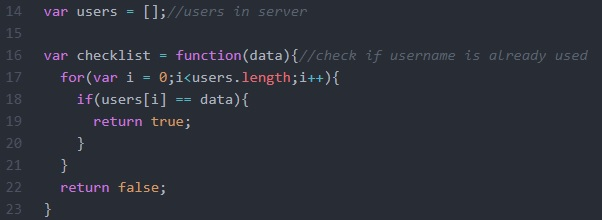 14 var users = [];//users in server
15
16 var checklist = function(data){//check if username is already used
17   for(var i = 0;i<users.length;i++){
18     if(users[i] == data){
19       return true;
20     }
21   }
22   return false;
23 }